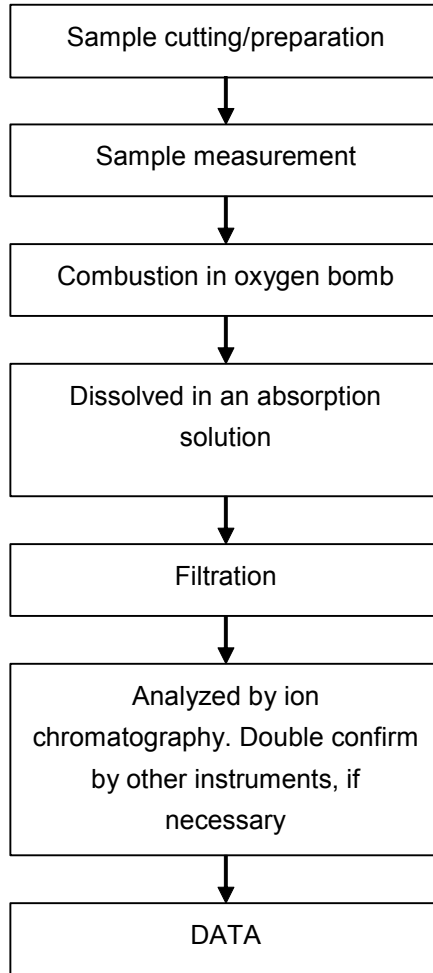 Sample cutting/preparation
Sample measurement
Combustion in oxygen bomb
Dissolved in an absorption
solution
Filtration
Analyzed by ion
chromatography. Double confirm
by other instruments, if
necessary
DATA